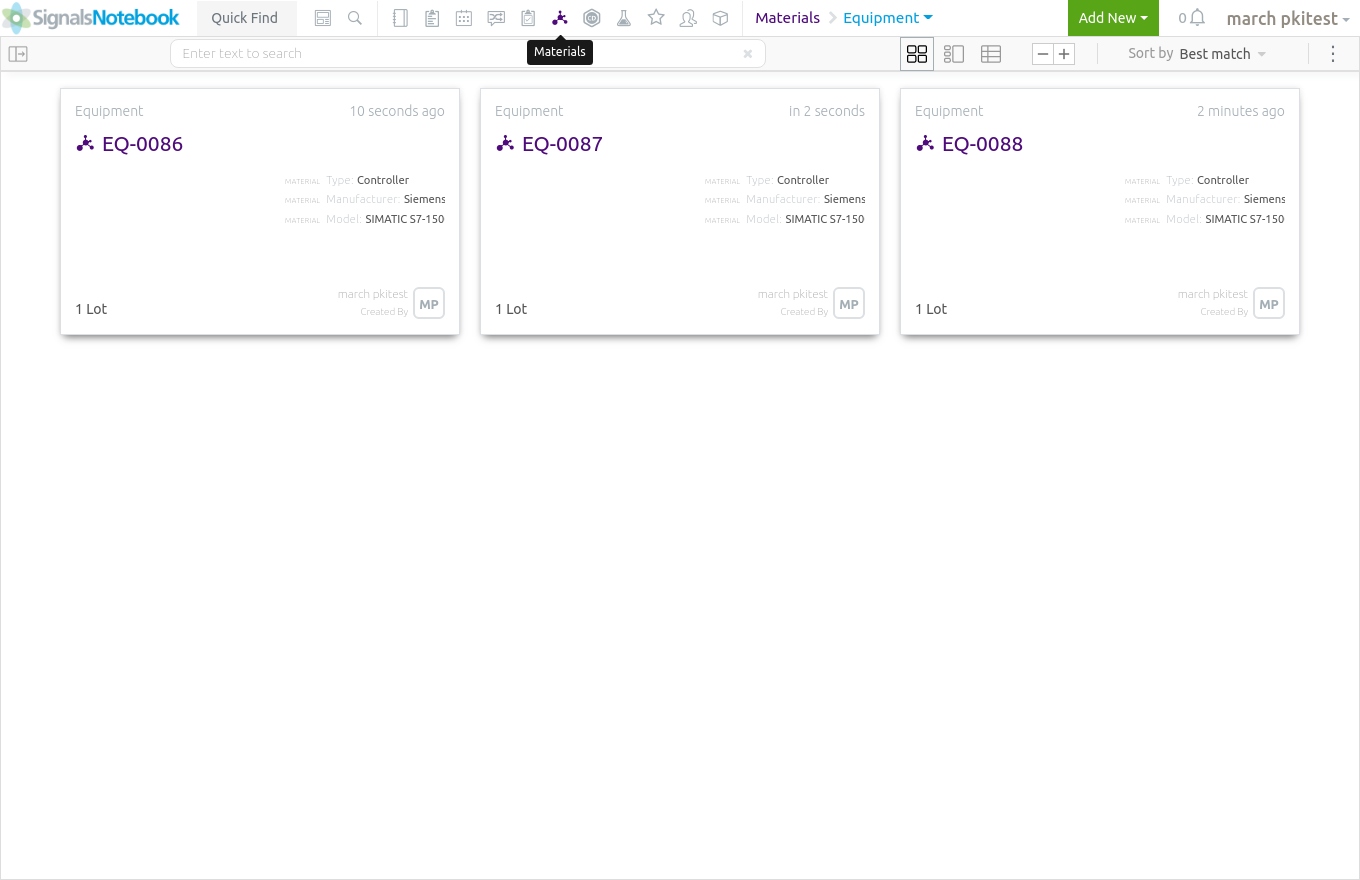 SignalsNotebook Quick Find Materials Equipment Add New 0 march pkitest
Enter text to search Materials Sort by Best match
Equipment 10 seconds ago
EQ-0086
MATERIAL Type: Controller
MATERIAL Manufacturer: Siemens
MATERIAL Model: SIMATIC S7-150
march pkitest
Created By
MP
1 Lot
Equipment in 2 seconds
EQ-0087
MATERIAL Type: Controller
MATERIAL Manufacturer: Siemens
MATERIAL Model: SIMATIC S7-150
march pkitest
Created By
MP
1 Lot
Equipment 2 minutes ago
EQ-0088
MATERIAL Type: Controller
MATERIAL Manufacturer: Siemens
MATERIAL Model: SIMATIC S7-150
march pkitest
Created By
MP
1 Lot